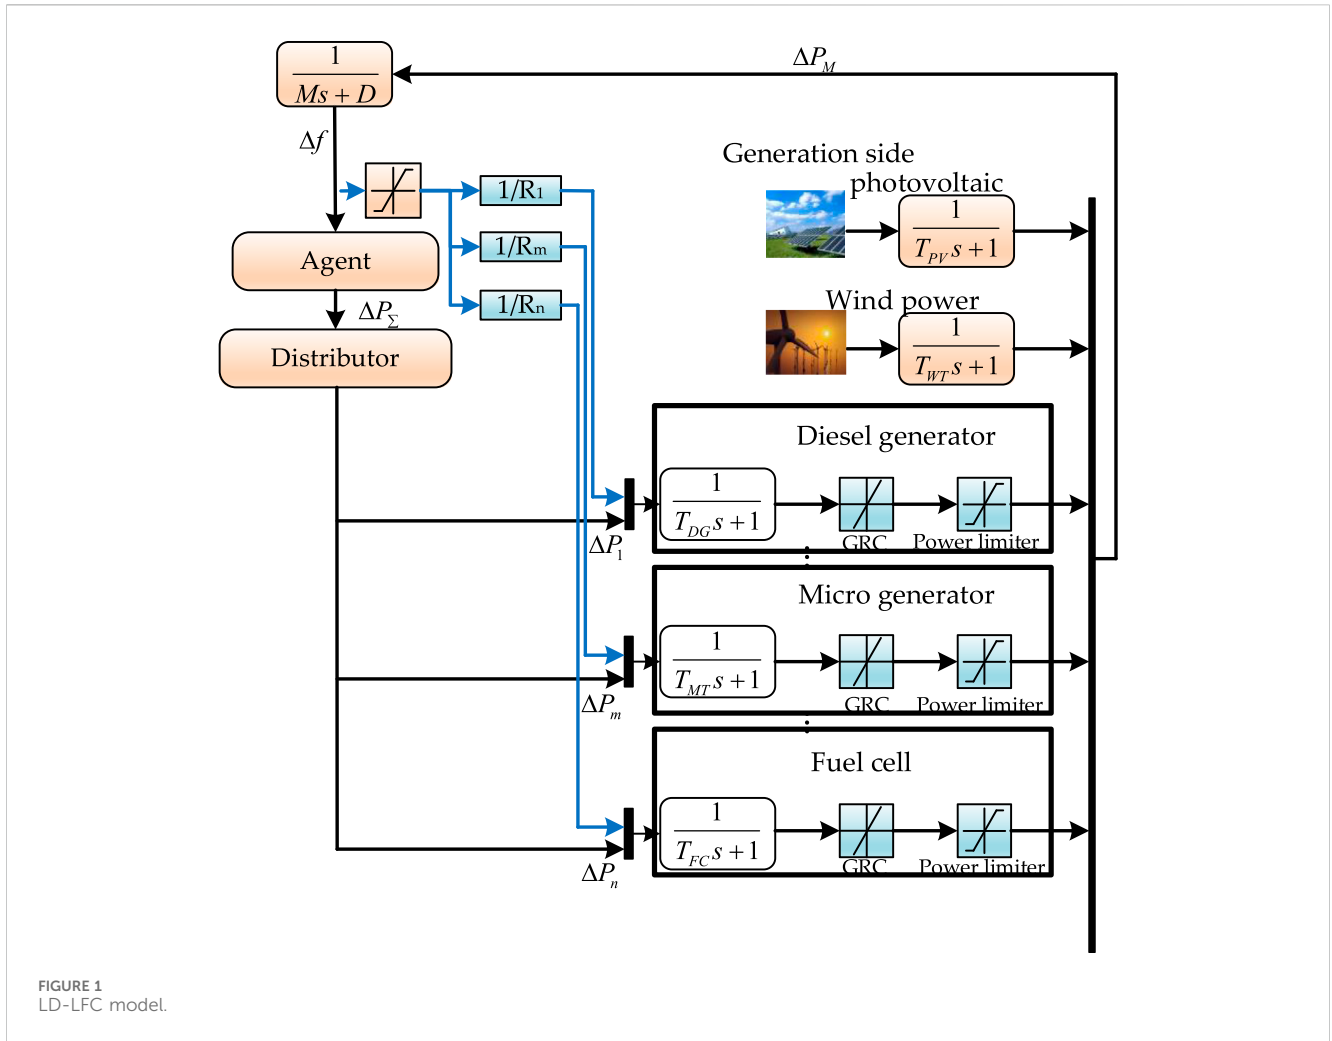 ΔP_M
1
Ms + D
Δf
Generation side
photovoltaic
1/R1
1
T_PV s + 1
1/Rm
Agent
Wind power
1/Rn
ΔP_Σ
1
T_WT s + 1
Distributor
Diesel generator
1
T_DG s + 1
GRC
Power limiter
ΔP_1
Micro generator
1
T_MT s + 1
GRC
Power limiter
ΔP_m
Fuel cell
1
T_FC s + 1
GRC
Power limiter
ΔP_n
FIGURE 1
LD-LFC model.